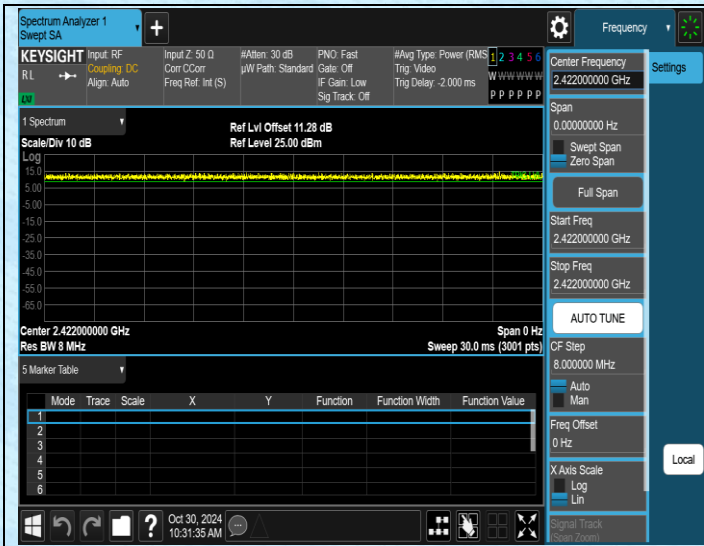 Spectrum Analyzer 1
Swept SA
Frequency
KEYSIGHT
RL
LXI
Input: RF
Coupling: DC
Align: Auto
Input Z: 50 Ω
Corr CCorr
Freq Ref: Int (S)
#Atten: 30 dB
µW Path: Standard
PNO: Fast
Gate: Off
IF Gain: Low
Sig Track: Off
#Avg Type: Power (RMS
Trig: Video
Trig Delay: -2.000 ms
1 2 3 4 5 6
W W W W W W
P P P P P P
Center Frequency
2.422000000 GHz
Settings
Span
0.00000000 Hz
Swept Span
Zero Span
Full Span
Start Freq
2.422000000 GHz
Stop Freq
2.422000000 GHz
AUTO TUNE
CF Step
8.000000 MHz
Auto
Man
Freq Offset
0 Hz
X Axis Scale
Log
Lin
Signal Track
(Span Zoom)
Local
1 Spectrum
Scale/Div 10 dB
Ref Lvl Offset 11.28 dB
Ref Level 25.00 dBm
Log
15.0
5.00
-5.00
-15.0
-25.0
-35.0
-45.0
-55.0
-65.0
Center 2.422000000 GHz
Res BW 8 MHz
Span 0 Hz
Sweep 30.0 ms (3001 pts)
5 Marker Table
Mode Trace Scale X Y Function Function Width Function Value
1
2
3
4
5
6
?
Oct 30, 2024
10:31:35 AM